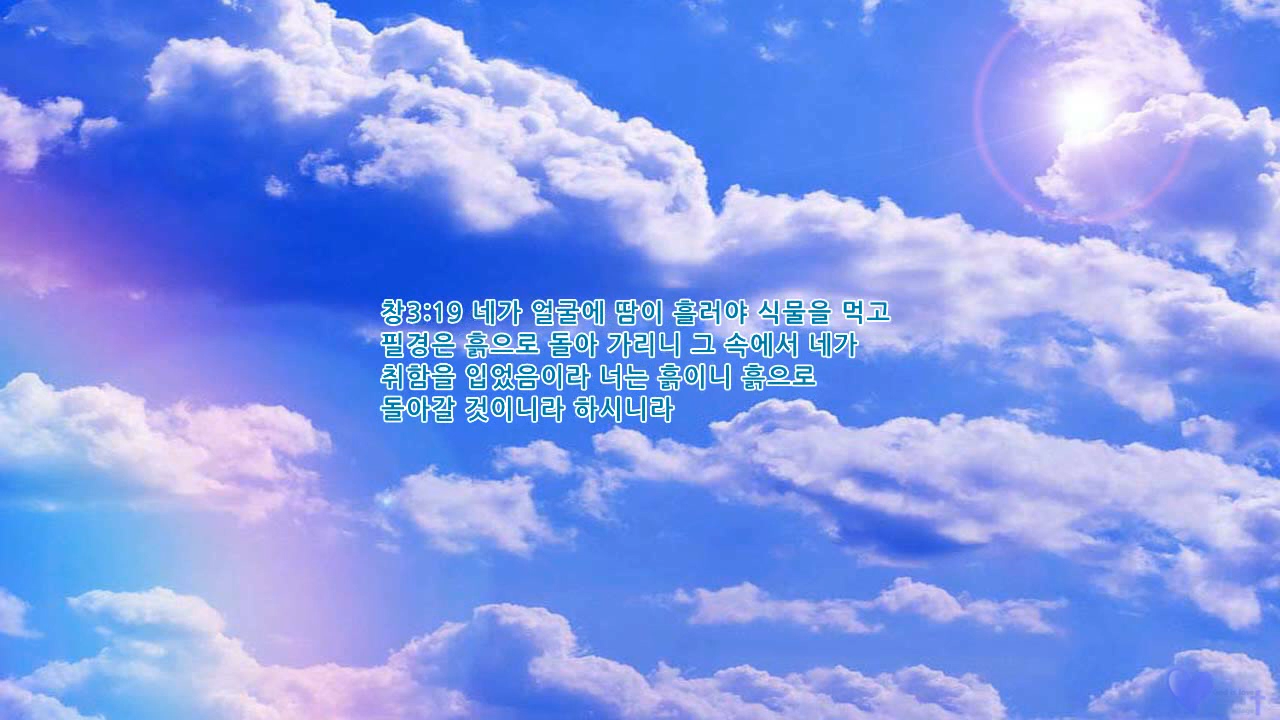 창3:19 네가 얼굴에 땀이 흘러야 식물을 먹고
필경은 흙으로 돌아 가리니 그 속에서 네가
취함을 입었음이라 너는 흙이니 흙으로
돌아갈 것이니라 하시니라